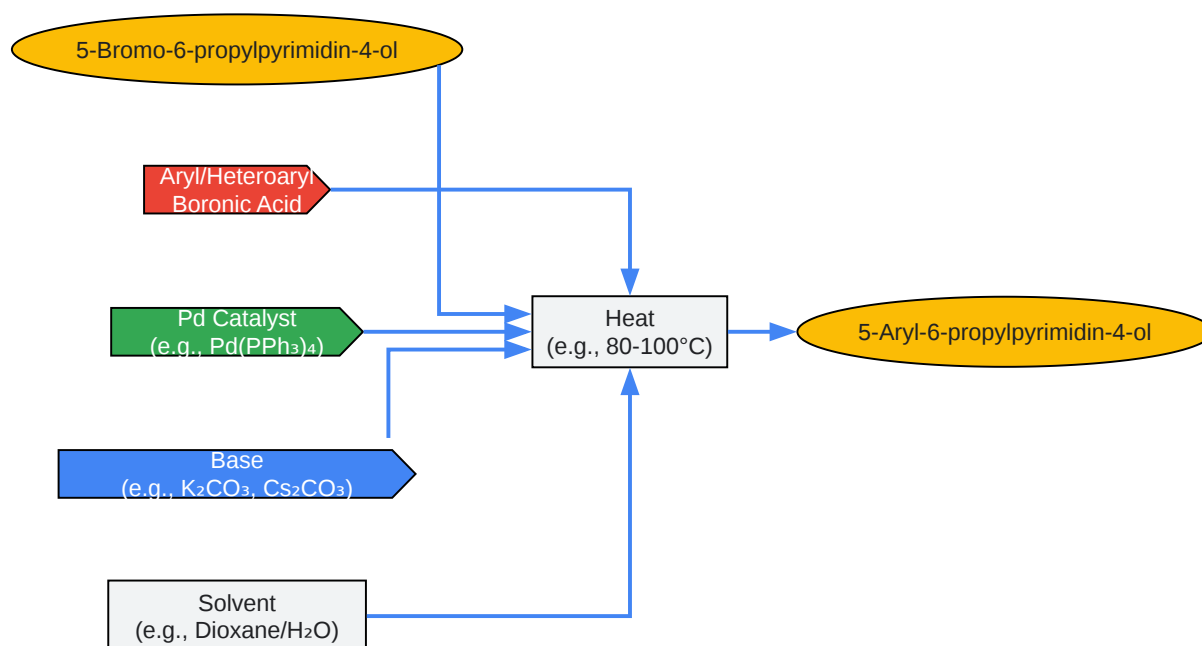 5-Bromo-6-propylpyrimidin-4-ol
Aryl/Heteroaryl
Boronic Acid
Pd Catalyst
(e.g., Pd(PPh₃)₄)
Heat
(e.g., 80-100°C)
5-Aryl-6-propylpyrimidin-4-ol
Base
(e.g., K₂CO₃, Cs₂CO₃)
Solvent
(e.g., Dioxane/H₂O)